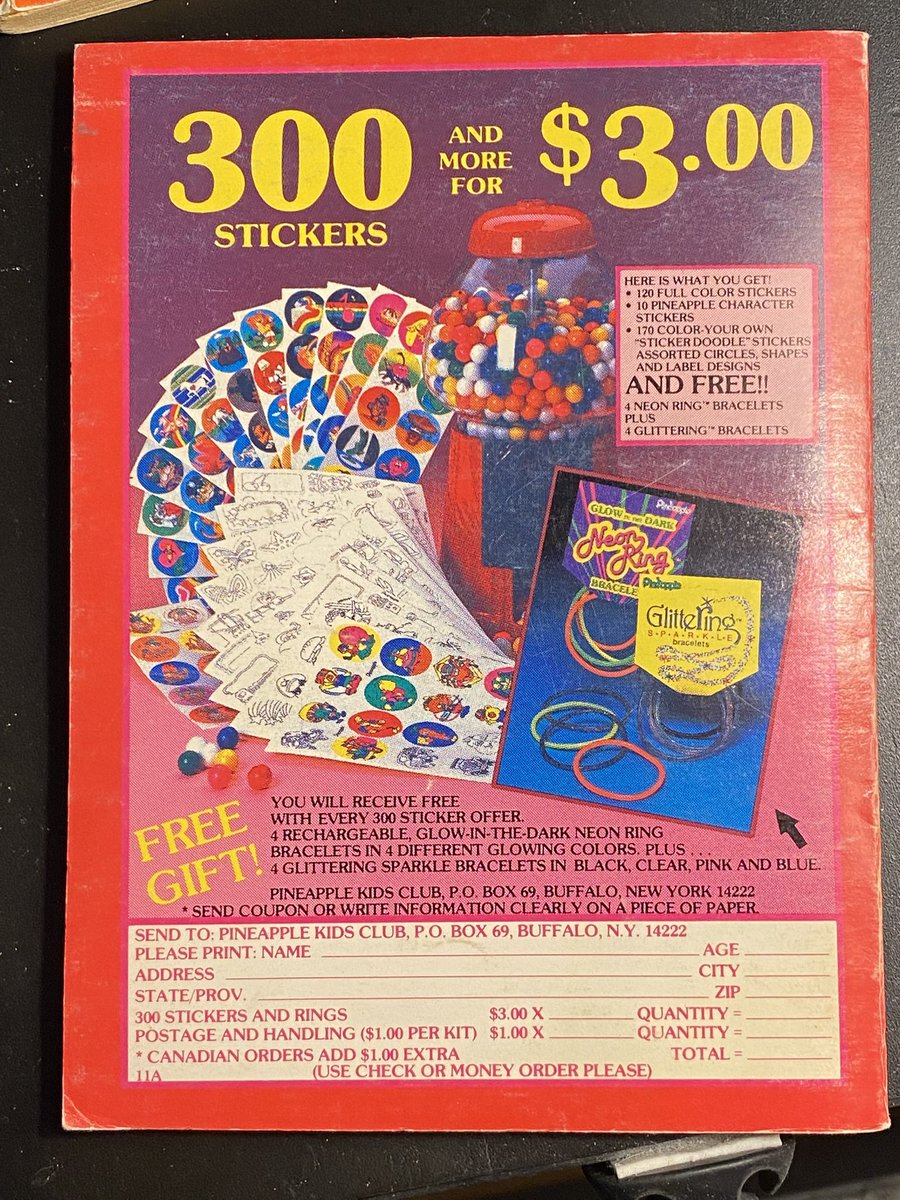 300
STICKERS
AND
MORE
FOR
$3.00
HERE IS WHAT YOU GET!
• 120 FULL COLOR STICKERS
• 10 PINEAPPLE CHARACTER
STICKERS
• 170 COLOR-YOUR OWN
"STICKER DOODLE" STICKERS
ASSORTED CIRCLES, SHAPES
AND LABEL DESIGNS
AND FREE!!
4 NEON RING™ BRACELETS
PLUS
4 GLITTERING™ BRACELETS
Pineapple
GLOW IN THE DARK
Neon
Ring
BRACELE
Pineapple
GlitteRing™
S•P•A•R•K•L•E
bracelets
FREE
GIFT!
YOU WILL RECEIVE FREE
WITH EVERY 300 STICKER OFFER.
4 RECHARGEABLE, GLOW-IN-THE-DARK NEON RING
BRACELETS IN 4 DIFFERENT GLOWING COLORS. PLUS . . .
4 GLITTERING SPARKLE BRACELETS IN BLACK, CLEAR, PINK AND BLUE.
PINEAPPLE KIDS CLUB, P.O. BOX 69, BUFFALO, NEW YORK 14222
* SEND COUPON OR WRITE INFORMATION CLEARLY ON A PIECE OF PAPER.
SEND TO: PINEAPPLE KIDS CLUB, P.O. BOX 69, BUFFALO, N.Y. 14222
PLEASE PRINT: NAME AGE
ADDRESS CITY
STATE/PROV. ZIP
300 STICKERS AND RINGS $3.00 X QUANTITY =
POSTAGE AND HANDLING ($1.00 PER KIT) $1.00 X QUANTITY =
* CANADIAN ORDERS ADD $1.00 EXTRA TOTAL =
11A (USE CHECK OR MONEY ORDER PLEASE)